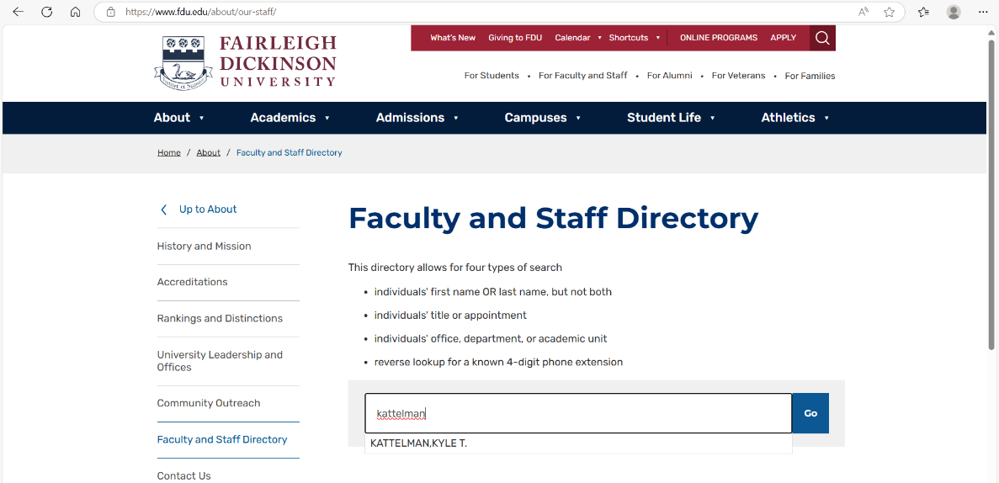 https://www.fdu.edu/about/our-staff/
FAIRLEIGH
DICKINSON
UNIVERSITY
What's New Giving to FDU Calendar Shortcuts ONLINE PROGRAMS APPLY
For Students • For Faculty and Staff • For Alumni • For Veterans • For Families
About Academics Admissions Campuses Student Life Athletics
Home / About / Faculty and Staff Directory
Up to About
History and Mission
Accreditations
Rankings and Distinctions
University Leadership and
Offices
Community Outreach
Faculty and Staff Directory
Contact Us
Faculty and Staff Directory
This directory allows for four types of search
• individuals' first name OR last name, but not both
• individuals' title or appointment
• individuals' office, department, or academic unit
• reverse lookup for a known 4-digit phone extension
kattelman Go
KATTELMAN,KYLE T.